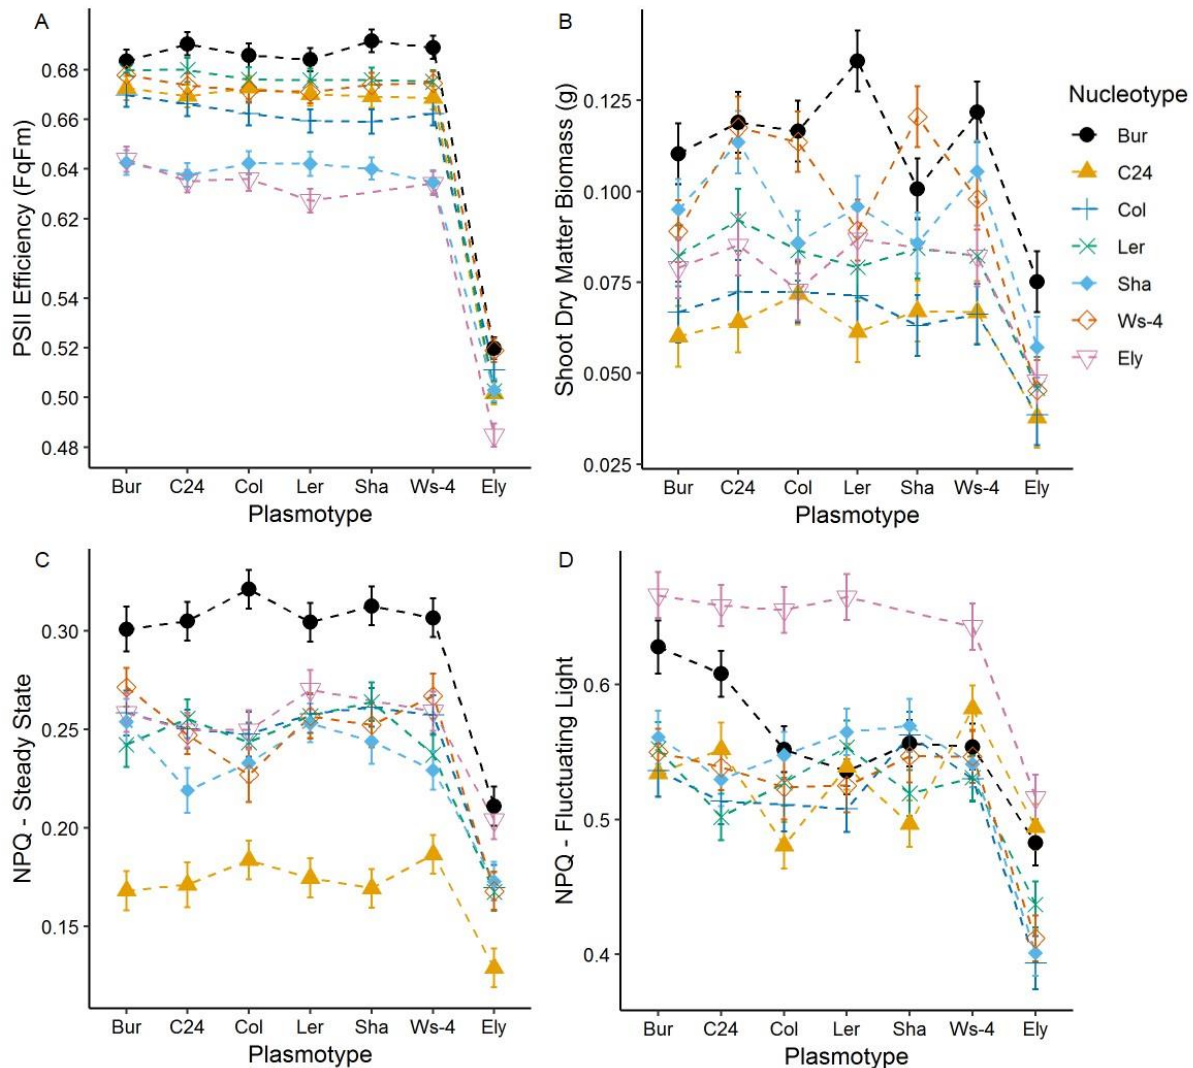 A
PSII Efficiency (FqFm)
0.68
0.66
0.64
0.62
0.54
0.52
0.50
0.48
Bur C24 Col Ler Sha Ws-4 Ely
Plasmotype
B
Shoot Dry Matter Biomass (g)
0.125
0.100
0.075
0.050
0.025
Bur C24 Col Ler Sha Ws-4 Ely
Plasmotype
Nucleotype
Bur
C24
Col
Ler
Sha
Ws-4
Ely
C
NPQ - Steady State
0.30
0.25
0.20
0.15
Bur C24 Col Ler Sha Ws-4 Ely
Plasmotype
D
NPQ - Fluctuating Light
0.6
0.5
0.4
Bur C24 Col Ler Sha Ws-4 Ely
Plasmotype